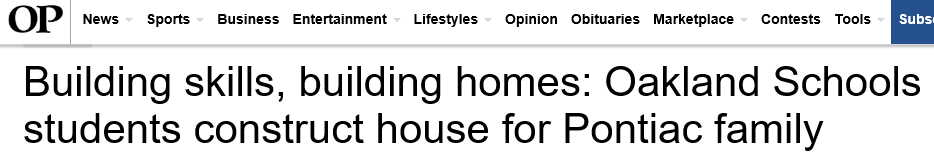 OP News Sports Business Entertainment Lifestyles Opinion Obituaries Marketplace Contests Tools Subs
Building skills, building homes: Oakland Schools
students construct house for Pontiac family